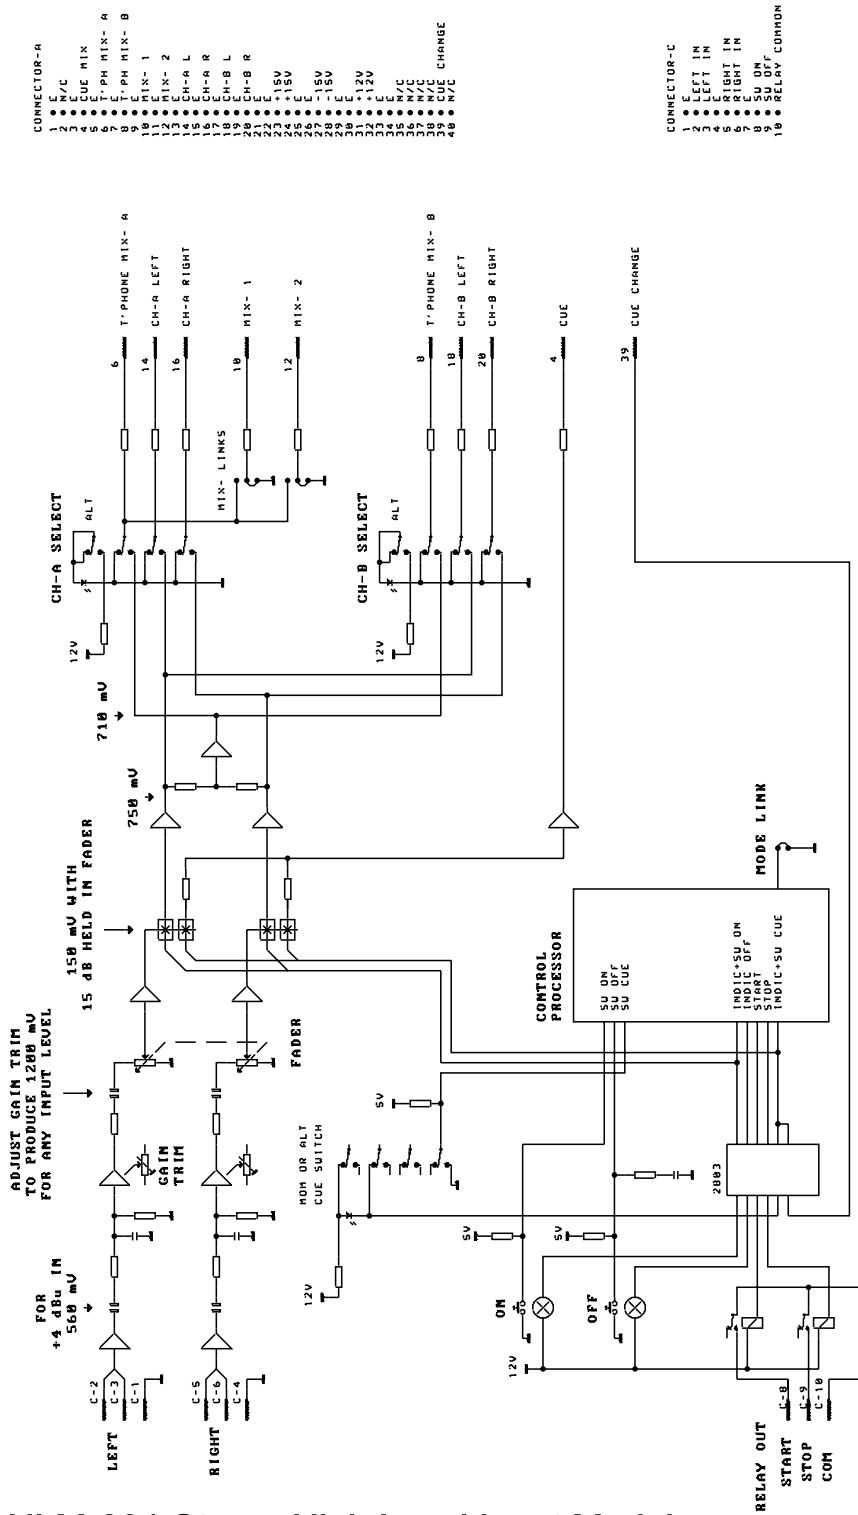 CONNECTOR-A
1 ● E
2 ● N/C
3 ● E
4 ● CUE MIX
5 ● E
6 ● T'PH MIX- A
7 ● E
8 ● T'PH MIX- B
9 ● E
10 ● MIX- 1
11 ● E
12 ● MIX- 2
13 ● E
14 ● CH-A L
15 ● E
16 ● CH-A R
17 ● E
18 ● CH-B L
19 ● E
20 ● CH-B R
21 ● E
22 ● E
23 ● +15V
24 ● +15V
25 ● E
26 ● E
27 ● -15V
28 ● -15V
29 ● E
30 ● E
31 ● +12V
32 ● +12V
33 ● E
34 ● E
35 ● N/C
36 ● N/C
37 ● N/C
38 ● N/C
39 ● CUE CHANGE
40 ● N/C
CONNECTOR-C
1 ● E
2 ● LEFT IN
3 ● LEFT IN
4 ● E
5 ● RIGHT IN
6 ● RIGHT IN
7 ● E
8 ● SW ON
9 ● SW OFF
10 ● RELAY COMMON
6 T'PHONE MIX- A
14 CH-A LEFT
16 CH-A RIGHT
10 MIX- 1
12 MIX- 2
8 T'PHONE MIX- B
18 CH-B LEFT
20 CH-B RIGHT
4 CUE
39 CUE CHANGE
MIX- LINKS
CH-A SELECT
ALT
12V
CH-B SELECT
ALT
12V
710 mV
750 mV
150 mV WITH
15 dB HELD IN FADER
ADJUST GAIN TRIM
TO PRODUCE 1200 mV
FOR ANY INPUT LEVEL
FADER
GAIN
TRIM
FOR
+4 dBu IN
560 mV
LEFT
C-2
C-3
C-1
RIGHT
C-5
C-6
C-4
MOM OR ALT
CUE SWITCH
12V
5V
5V
5V
ON
OFF
12V
CONTROL
PROCESSOR
SW ON
SW OFF
SW CUE
INDIC+SW ON
INDIC OFF
START
STOP
INDIC+SW CUE
MODE LINK
2803
RELAY OUT
START C-8
STOP C-9
COM C-10